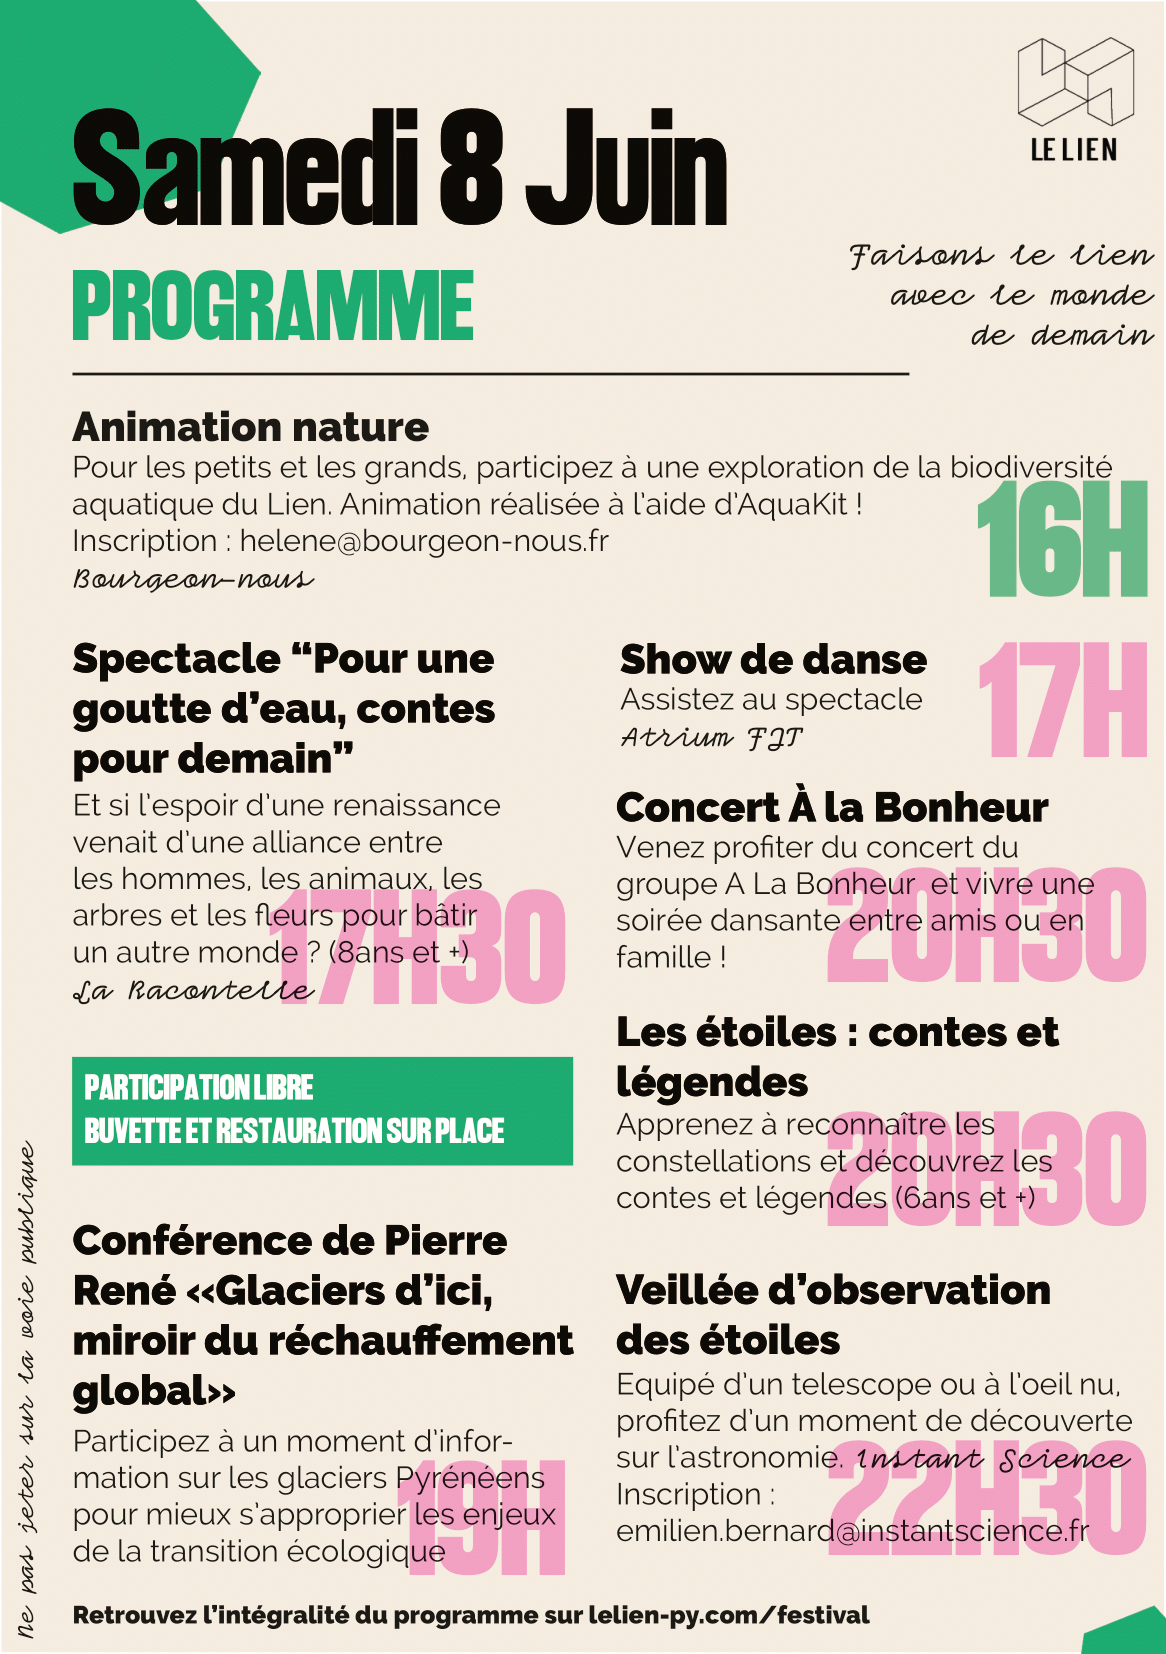 LE LIEN
Samedi 8 Juin
PROGRAMME
Faisons le lien
avec le monde
de demain
Animation nature
Pour les petits et les grands, participez à une exploration de la biodiversité
aquatique du Lien. Animation réalisée à l'aide d'AquaKit !
Inscription : helene@bourgeon-nous.fr
Bourgeon-nous
16H
Spectacle “Pour une
goutte d’eau, contes
pour demain”
Et si l'espoir d'une renaissance
venait d'une alliance entre
les hommes, les animaux, les
arbres et les fleurs pour bâtir
un autre monde ? (8ans et +)
La Racontelle
17H30
PARTICIPATION LIBRE
BUVETTE ET RESTAURATION SUR PLACE
Conférence de Pierre
René «Glaciers d’ici,
miroir du réchauffement
global»
Participez à un moment d'infor-
mation sur les glaciers Pyrénéens
pour mieux s'approprier les enjeux
de la transition écologique
19H
Show de danse
Assistez au spectacle
Atrium FJT
17H
Concert À la Bonheur
Venez profiter du concert du
groupe A La Bonheur et vivre une
soirée dansante entre amis ou en
famille !
20H30
Les étoiles : contes et
légendes
Apprenez à reconnaître les
constellations et découvrez les
contes et légendes (6ans et +)
20H30
Veillée d’observation
des étoiles
Equipé d'un telescope ou à l'oeil nu,
profitez d'un moment de découverte
sur l'astronomie. Instant Science
Inscription :
emilien.bernard@instantscience.fr
22H30
Retrouvez l’intégralité du programme sur lelien-py.com/festival
Ne pas jeter sur la voie publique